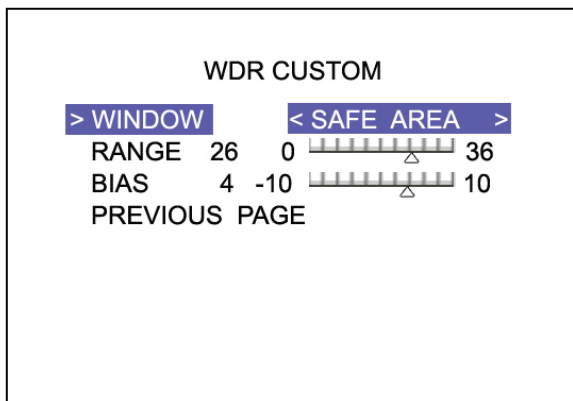 WDR CUSTOM
> WINDOW < SAFE AREA >
RANGE 26 0 36
BIAS 4 -10 10
PREVIOUS PAGE